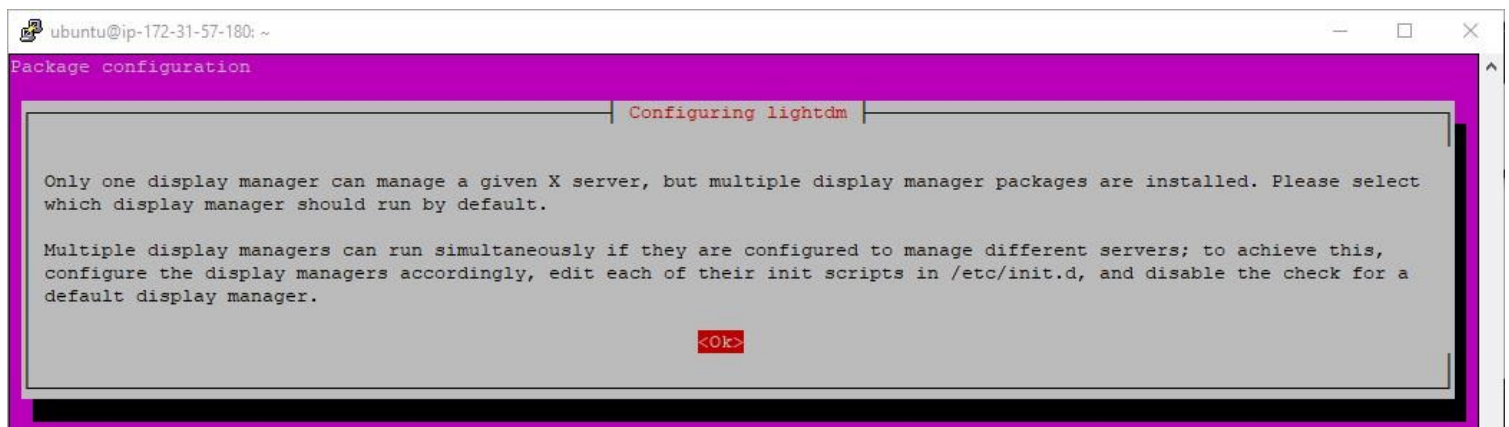 ubuntu@ip-172-31-57-180: ~
Package configuration
Configuring lightdm
Only one display manager can manage a given X server, but multiple display manager packages are installed. Please select
which display manager should run by default.
Multiple display managers can run simultaneously if they are configured to manage different servers; to achieve this,
configure the display managers accordingly, edit each of their init scripts in /etc/init.d, and disable the check for a
default display manager.
<Ok>